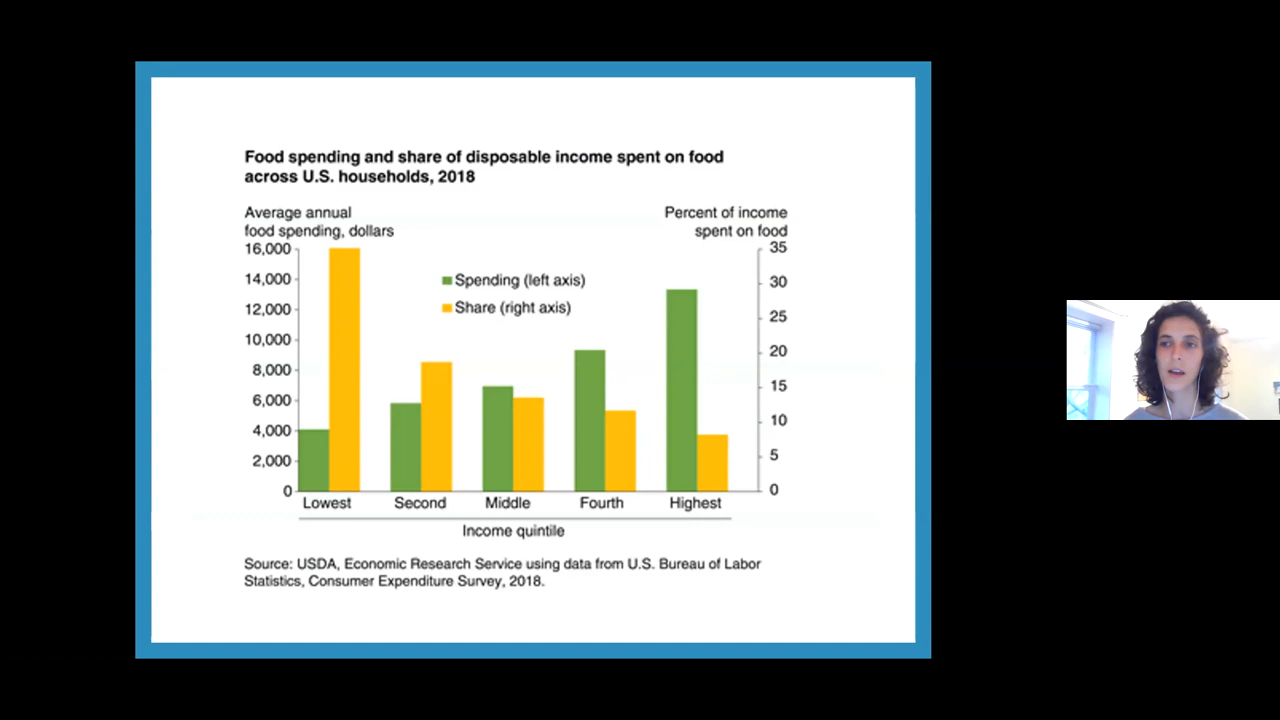 Food spending and share of disposable income spent on food
across U.S. households, 2018
Average annual
food spending, dollars
Percent of income
spent on food
16,000
14,000
12,000
10,000
8,000
6,000
4,000
2,000
0
Spending (left axis)
Share (right axis)
35
30
25
20
15
10
5
0
Lowest Second Middle Fourth Highest
Income quintile
Source: USDA, Economic Research Service using data from U.S. Bureau of Labor
Statistics, Consumer Expenditure Survey, 2018.